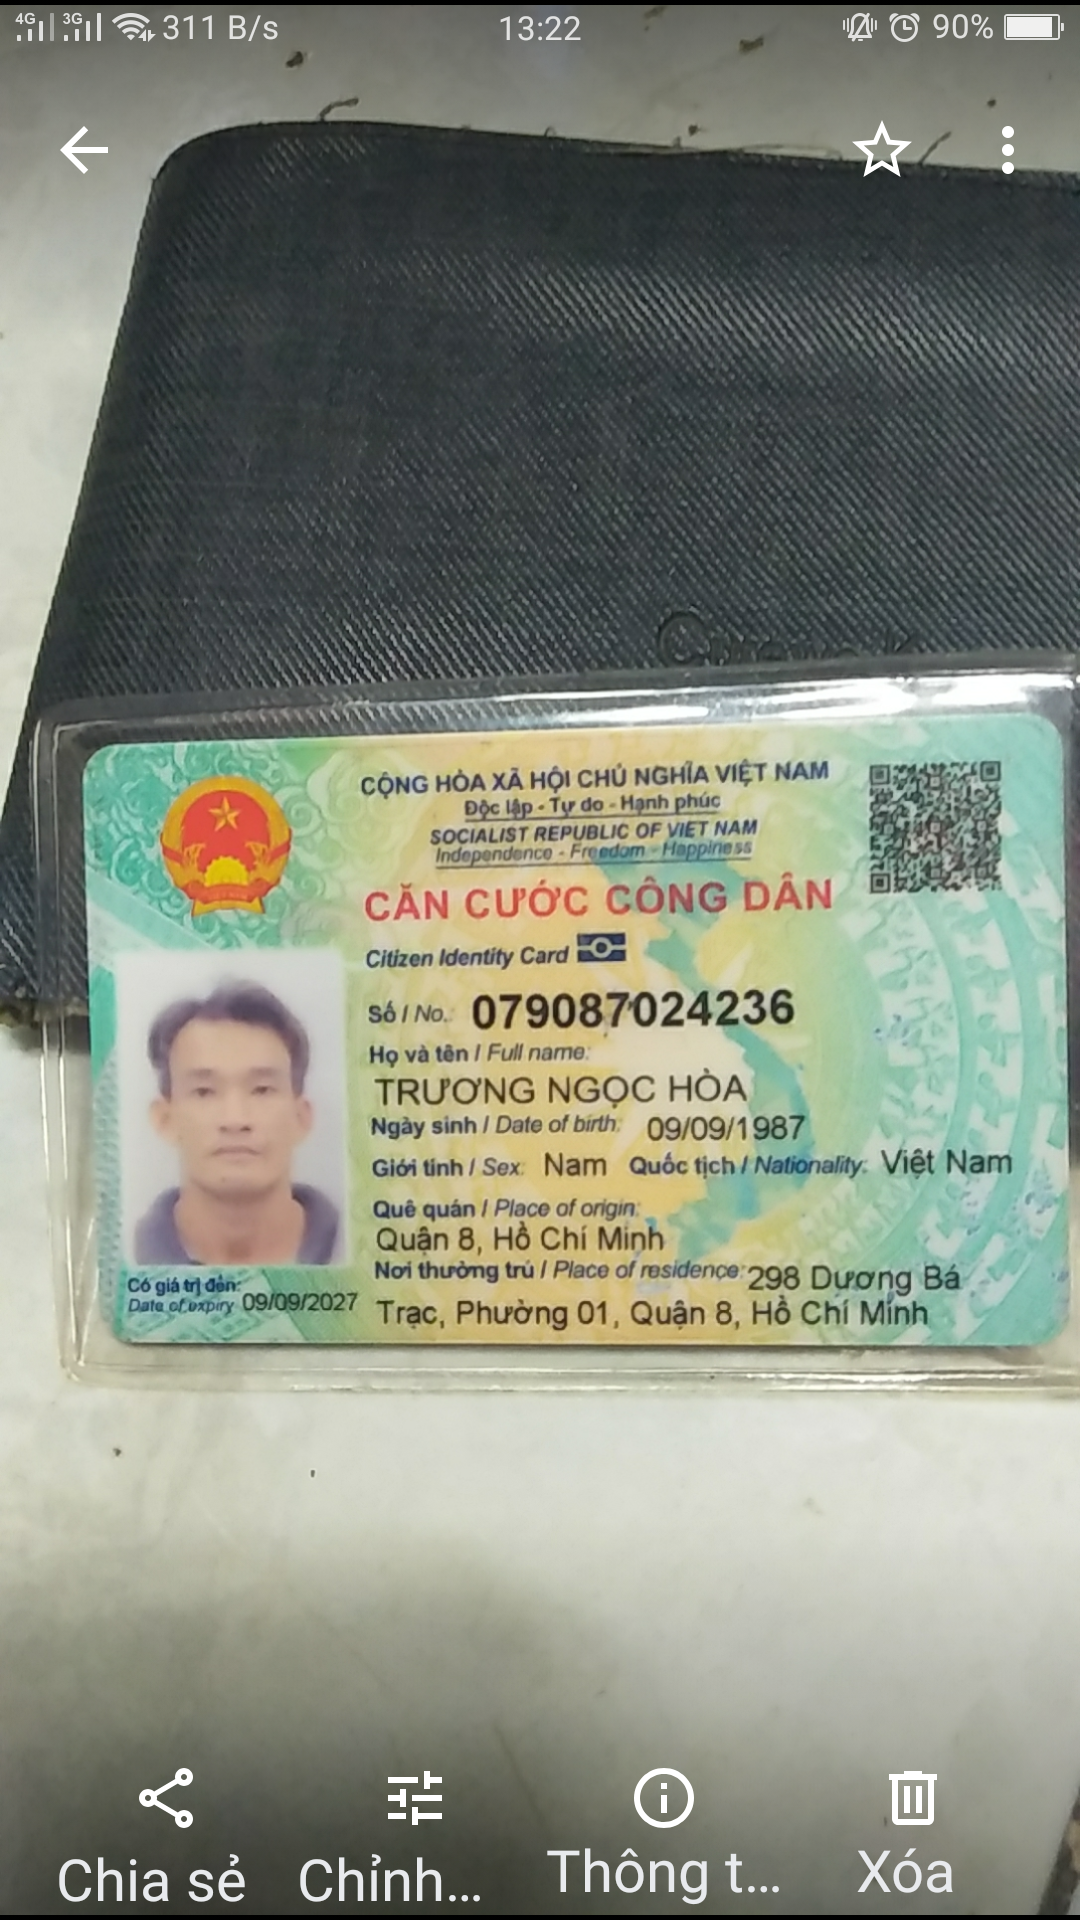 4G 3G 311 B/s 13:22 90%
CỘNG HÒA XÃ HỘI CHỦ NGHĨA VIỆT NAM
Độc lập - Tự do - Hạnh phúc
SOCIALIST REPUBLIC OF VIET NAM
Independence - Freedom - Happiness
CĂN CƯỚC CÔNG DÂN
Citizen Identity Card
Số / No.: 079087024236
Họ và tên / Full name:
TRƯƠNG NGỌC HÒA
Ngày sinh / Date of birth: 09/09/1987
Giới tính / Sex: Nam Quốc tịch / Nationality: Việt Nam
Quê quán / Place of origin:
Quận 8, Hồ Chí Minh
Nơi thường trú / Place of residence: 298 Dương Bá
Trạc, Phường 01, Quận 8, Hồ Chí Minh
Có giá trị đến:
Date of expiry 09/09/2027
Chia sẻ Chỉnh... Thông t... Xóa